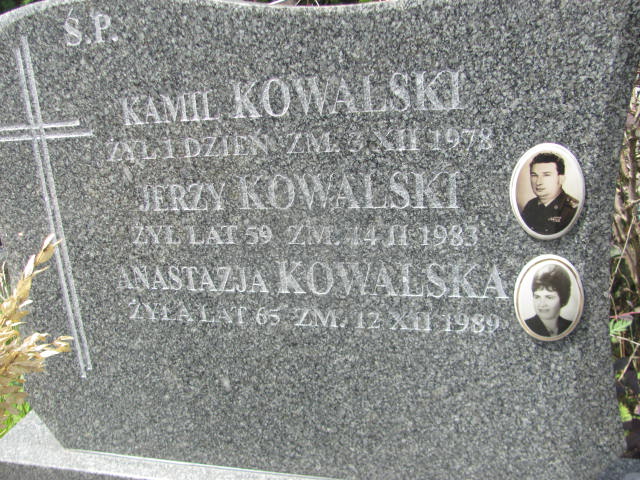 Ś.P.
KAMIL KOWALSKI
ŻYŁ 1 DZIEŃ ZM. 3 XII 1978
JERZY KOWALSKI
ŻYŁ LAT 59 ZM. 14 II 1983
ANASTAZJA KOWALSKA
ŻYŁA LAT 65 ZM. 12 XII 1989